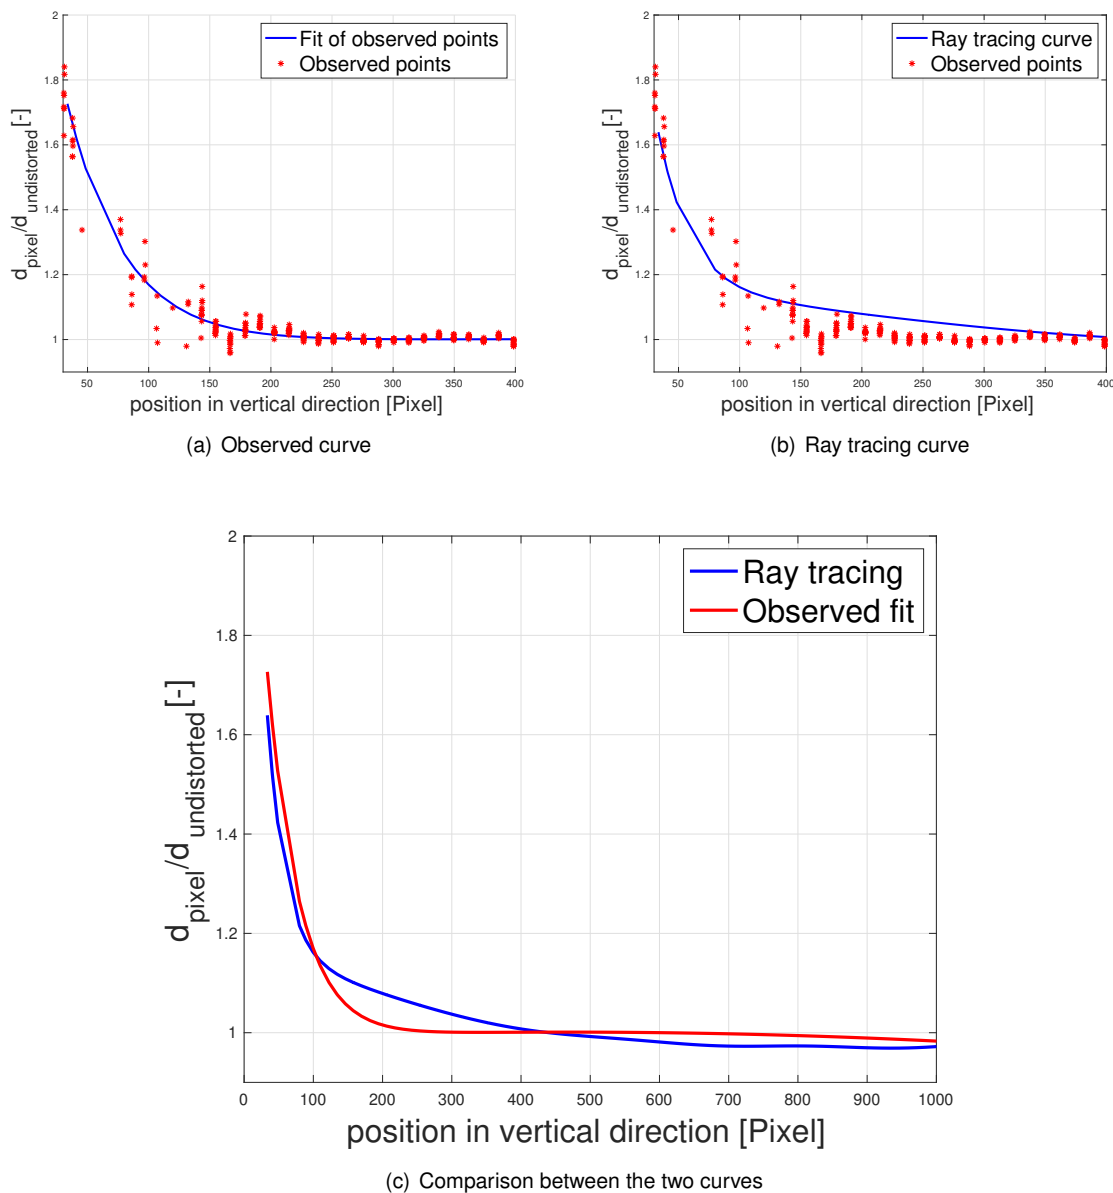 2
1.8
1.6
1.4
1.2
1
50 100 150 200 250 300 350 400
d_pixel/d_undistorted[-]
position in vertical direction [Pixel]
Fit of observed points
Observed points
(a) Observed curve
2
1.8
1.6
1.4
1.2
1
50 100 150 200 250 300 350 400
d_pixel/d_undistorted[-]
position in vertical direction [Pixel]
Ray tracing curve
Observed points
(b) Ray tracing curve
2
1.8
1.6
1.4
1.2
1
0 100 200 300 400 500 600 700 800 900 1000
d_pixel/d_undistorted[-]
position in vertical direction [Pixel]
Ray tracing
Observed fit
(c) Comparison between the two curves